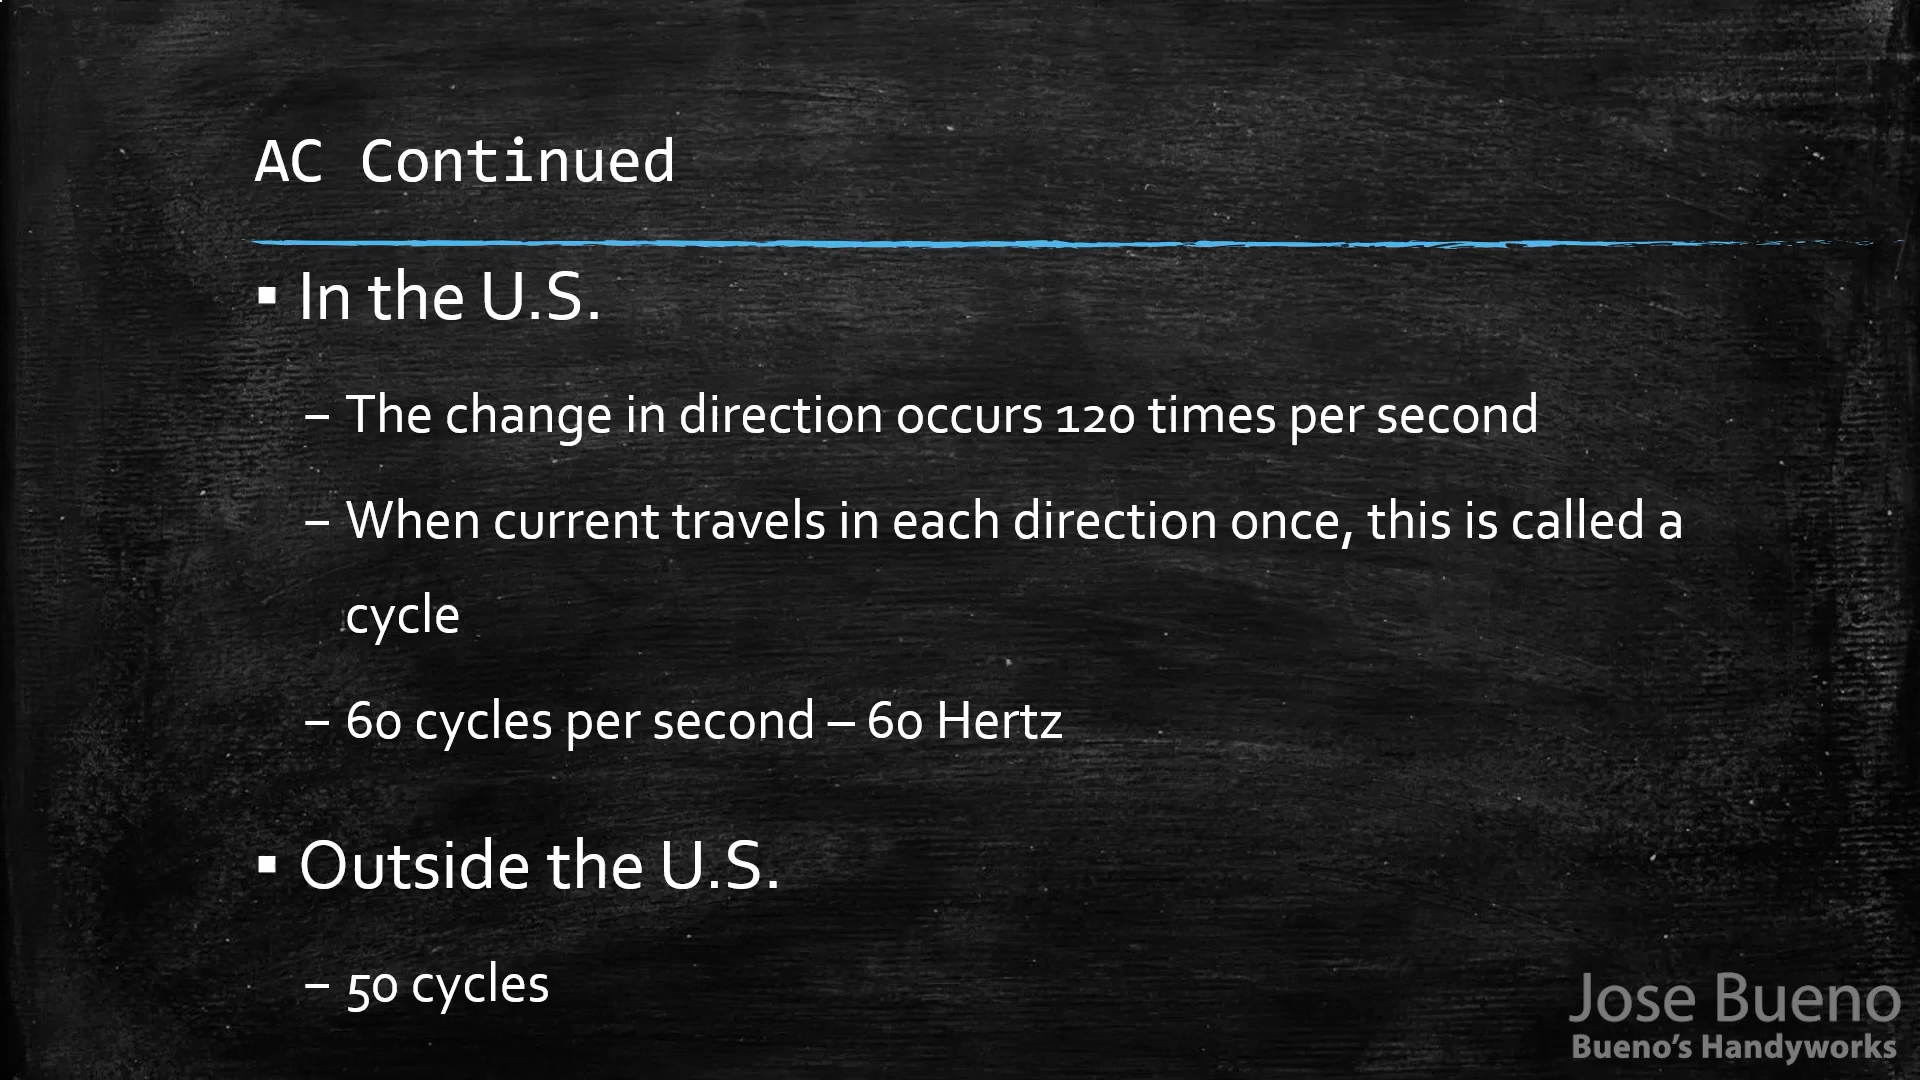 AC Continued
▪ In the U.S.
– The change in direction occurs 120 times per second
– When current travels in each direction once, this is called a
cycle
– 60 cycles per second – 60 Hertz
▪ Outside the U.S.
– 50 cycles
Jose Bueno
Bueno's Handyworks